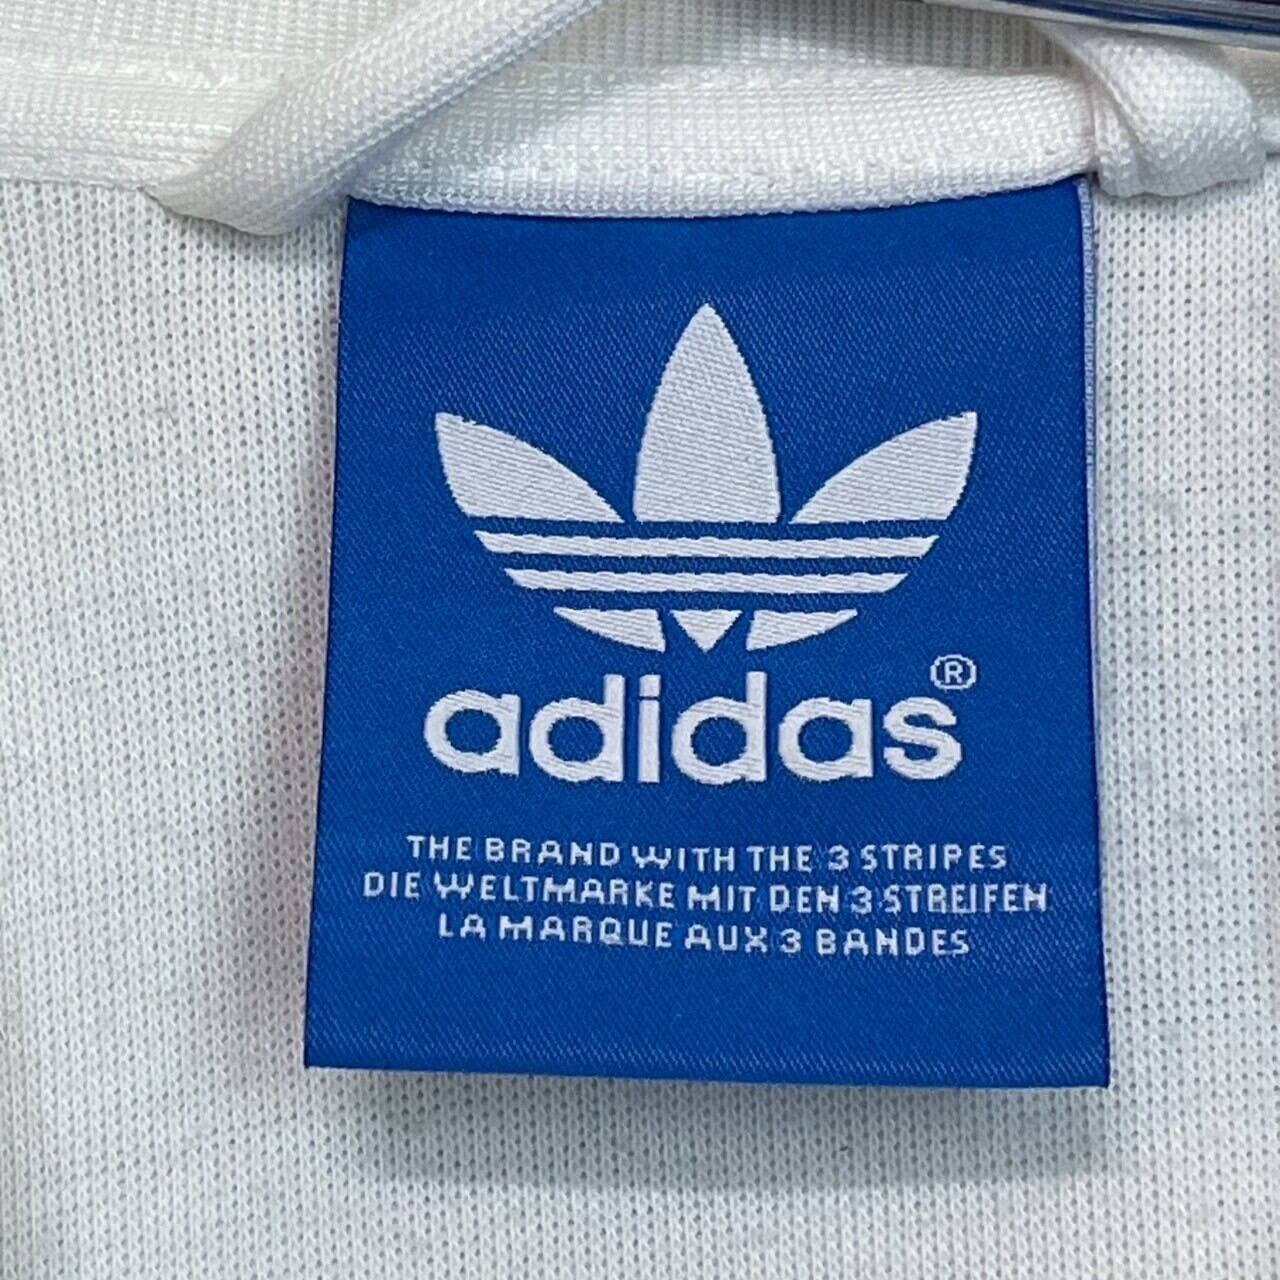 adidas®
THE BRAND WITH THE 3 STRIPES
DIE WELTMARKE MIT DEN 3 STREIFEN
LA MARQUE AUX 3 BANDES